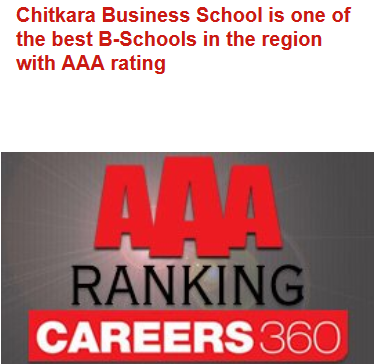 Chitkara Business School is one of
the best B-Schools in the region
with AAA rating
AAA
RANKING
CAREERS360